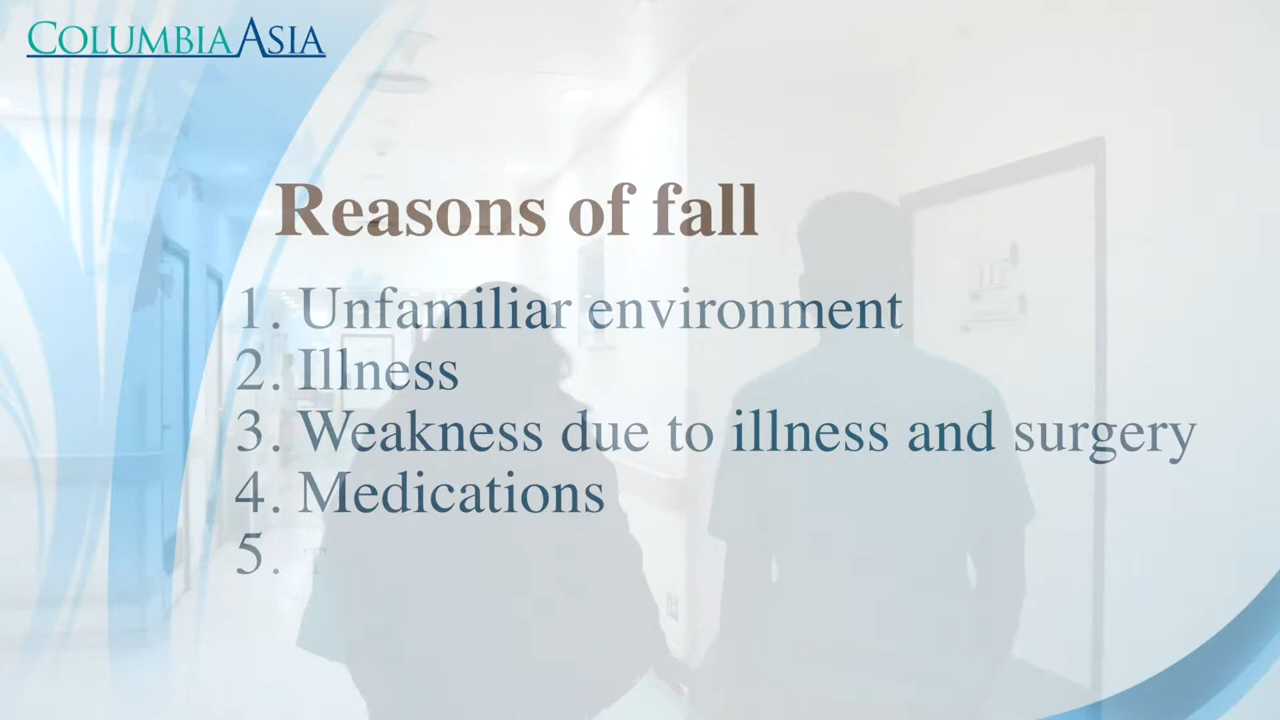 COLUMBIA ASIA
Reasons of fall
1. Unfamiliar environment
2. Illness
3. Weakness due to illness and surgery
4. Medications
5. T